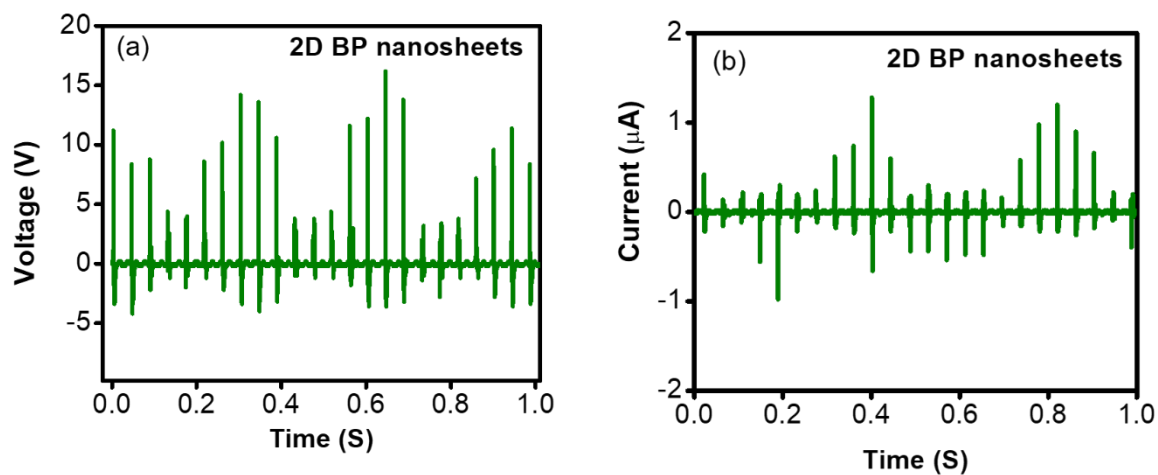 (a)
2D BP nanosheets
Voltage (V)
20
15
10
5
0
-5
0.0 0.2 0.4 0.6 0.8 1.0
Time (S)
(b)
2D BP nanosheets
Current (μA)
2
1
0
-1
-2
0.0 0.2 0.4 0.6 0.8 1.0
Time (S)